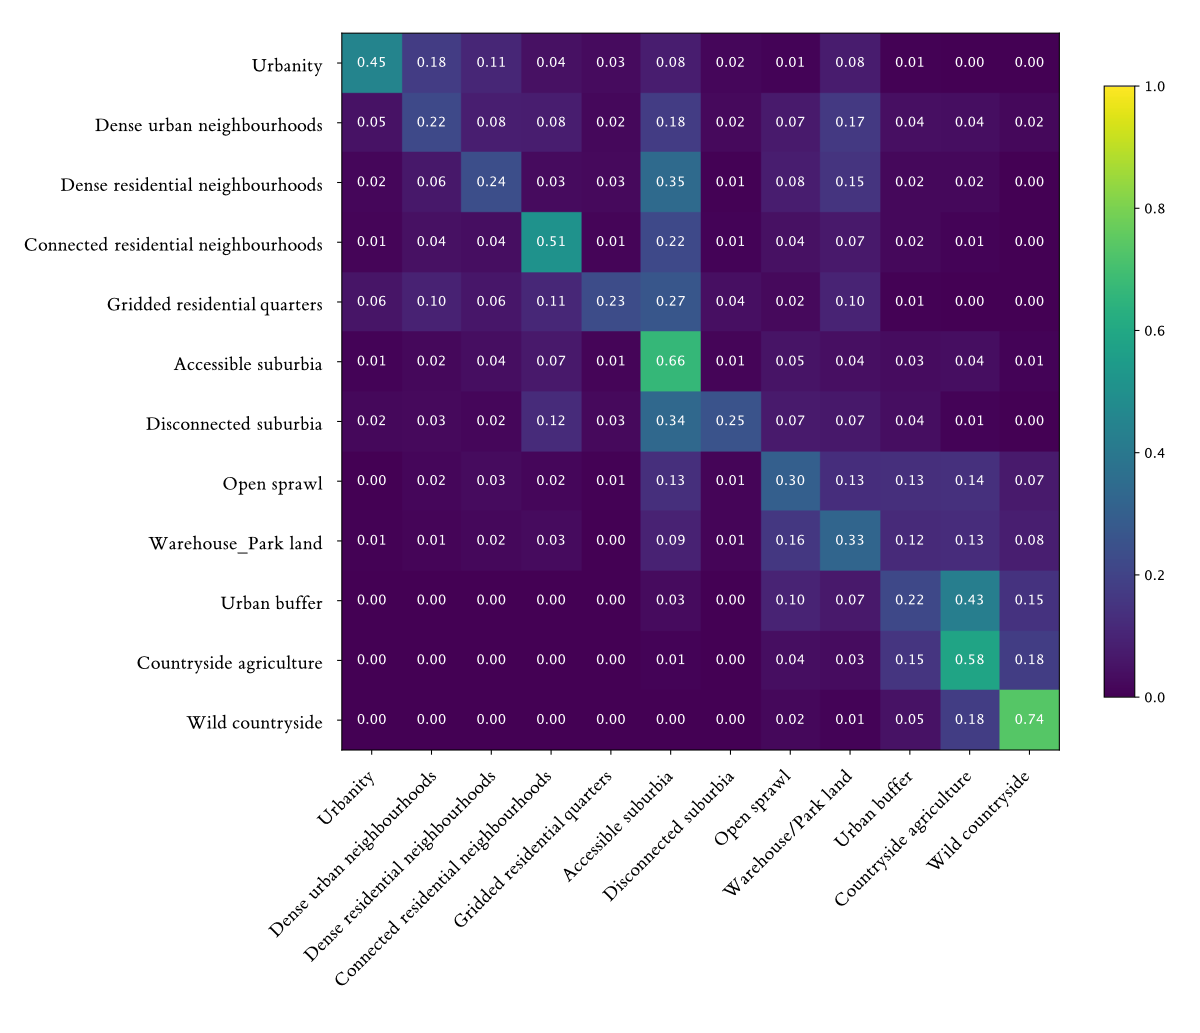 Urbanity 0.45 0.18 0.11 0.04 0.03 0.08 0.02 0.01 0.08 0.01 0.00 0.00
Dense urban neighbourhoods 0.05 0.22 0.08 0.08 0.02 0.18 0.02 0.07 0.17 0.04 0.04 0.02
Dense residential neighbourhoods 0.02 0.06 0.24 0.03 0.03 0.35 0.01 0.08 0.15 0.02 0.02 0.00
Connected residential neighbourhoods 0.01 0.04 0.04 0.51 0.01 0.22 0.01 0.04 0.07 0.02 0.01 0.00
Gridded residential quarters 0.06 0.10 0.06 0.11 0.23 0.27 0.04 0.02 0.10 0.01 0.00 0.00
Accessible suburbia 0.01 0.02 0.04 0.07 0.01 0.66 0.01 0.05 0.04 0.03 0.04 0.01
Disconnected suburbia 0.02 0.03 0.02 0.12 0.03 0.34 0.25 0.07 0.07 0.04 0.01 0.00
Open sprawl 0.00 0.02 0.03 0.02 0.01 0.13 0.01 0.30 0.13 0.13 0.14 0.07
Warehouse_Park land 0.01 0.01 0.02 0.03 0.00 0.09 0.01 0.16 0.33 0.12 0.13 0.08
Urban buffer 0.00 0.00 0.00 0.00 0.00 0.03 0.00 0.10 0.07 0.22 0.43 0.15
Countryside agriculture 0.00 0.00 0.00 0.00 0.00 0.01 0.00 0.04 0.03 0.15 0.58 0.18
Wild countryside 0.00 0.00 0.00 0.00 0.00 0.00 0.00 0.02 0.01 0.05 0.18 0.74
Urbanity
Dense urban neighbourhoods
Dense residential neighbourhoods
Connected residential neighbourhoods
Gridded residential quarters
Accessible suburbia
Disconnected suburbia
Open sprawl
Warehouse/Park land
Urban buffer
Countryside agriculture
Wild countryside
1.0
0.8
0.6
0.4
0.2
0.0